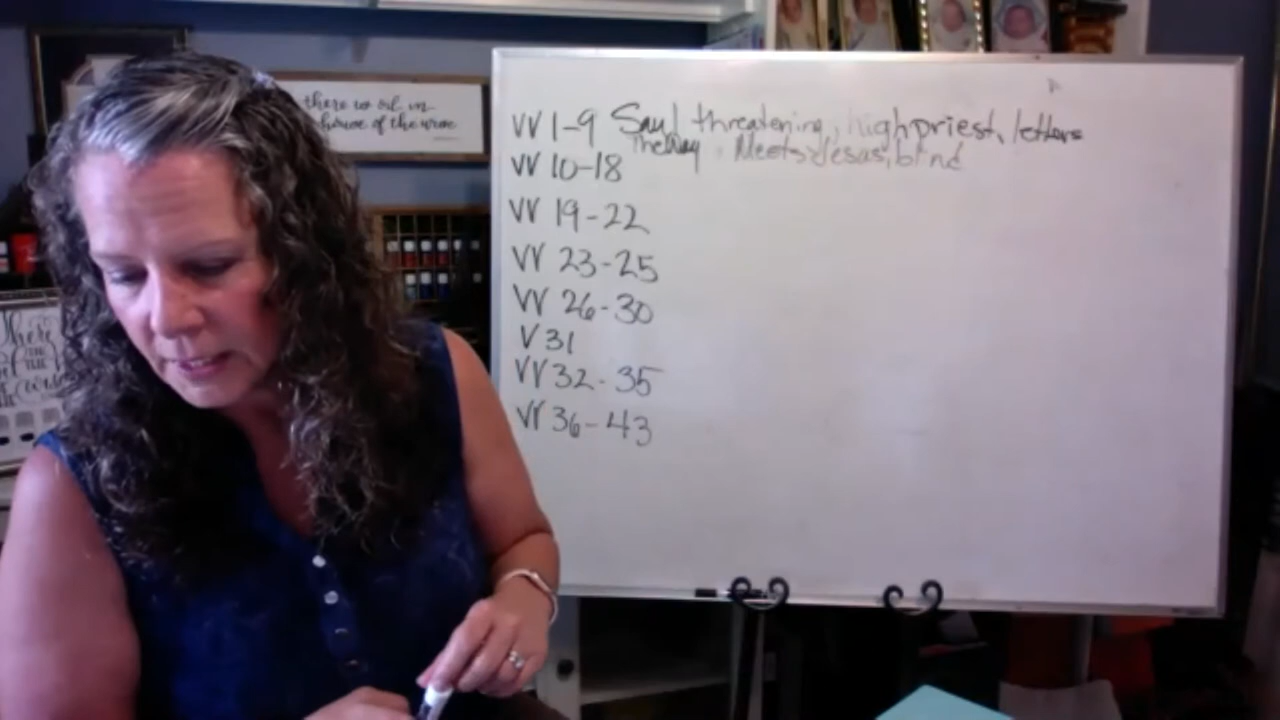 there is oil in
house of the wise
VV 1-9 Saul threatening, high priest, letters
The Way, Meets Jesus, blind
VV 10-18
VV 19-22
VV 23-25
VV 26-30
V 31
VV 32-35
VV 36-43
There